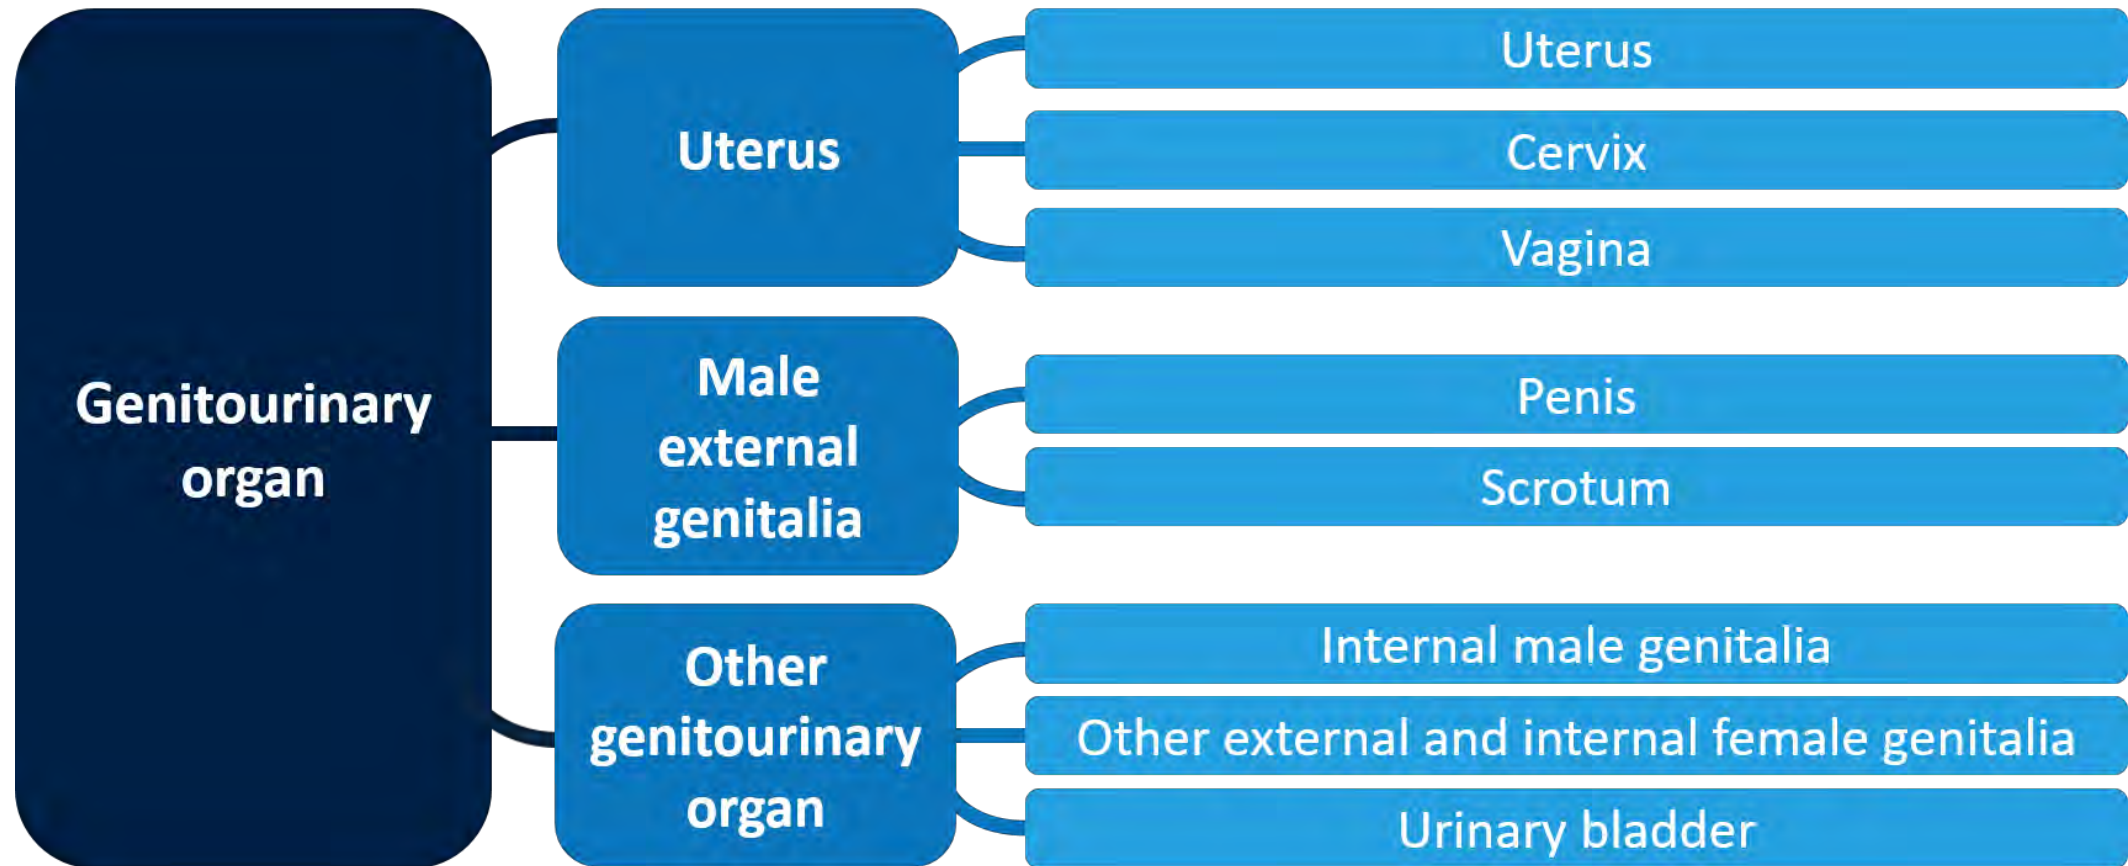 Genitourinary
organ
Uterus
Uterus
Cervix
Vagina
Male
external
genitalia
Penis
Scrotum
Other
genitourinary
organ
Internal male genitalia
Other external and internal female genitalia
Urinary bladder